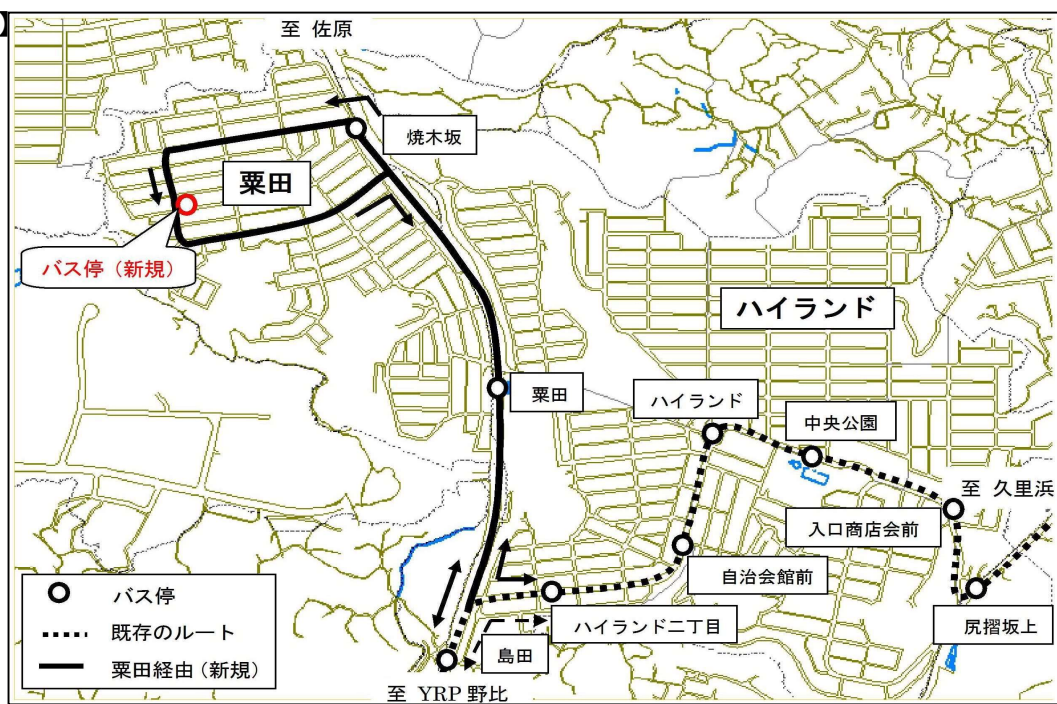 至 佐原
焼木坂
粟田
バス停（新規）
ハイランド
粟田
ハイランド
中央公園
至 久里浜
入口商店会前
自治会館前
ハイランド二丁目
尻摺坂上
島田
至 YRP 野比
バス停
既存のルート
粟田経由（新規）